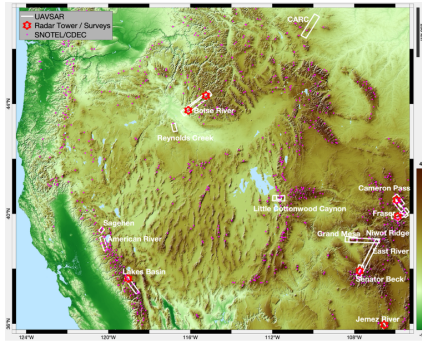 UAVSAR
Radar Tower / Surveys
SNOTEL/CDEC
CARC
Boise River
Reynolds Creek
Cameron Pass
Little Cottonwood Caynon
Fraser
Sagehen
American River
Grand Mesa
Niwot Ridge
East River
Lakes Basin
Senator Beck
Jemez River
124°W
120°W
116°W
112°W
108°W